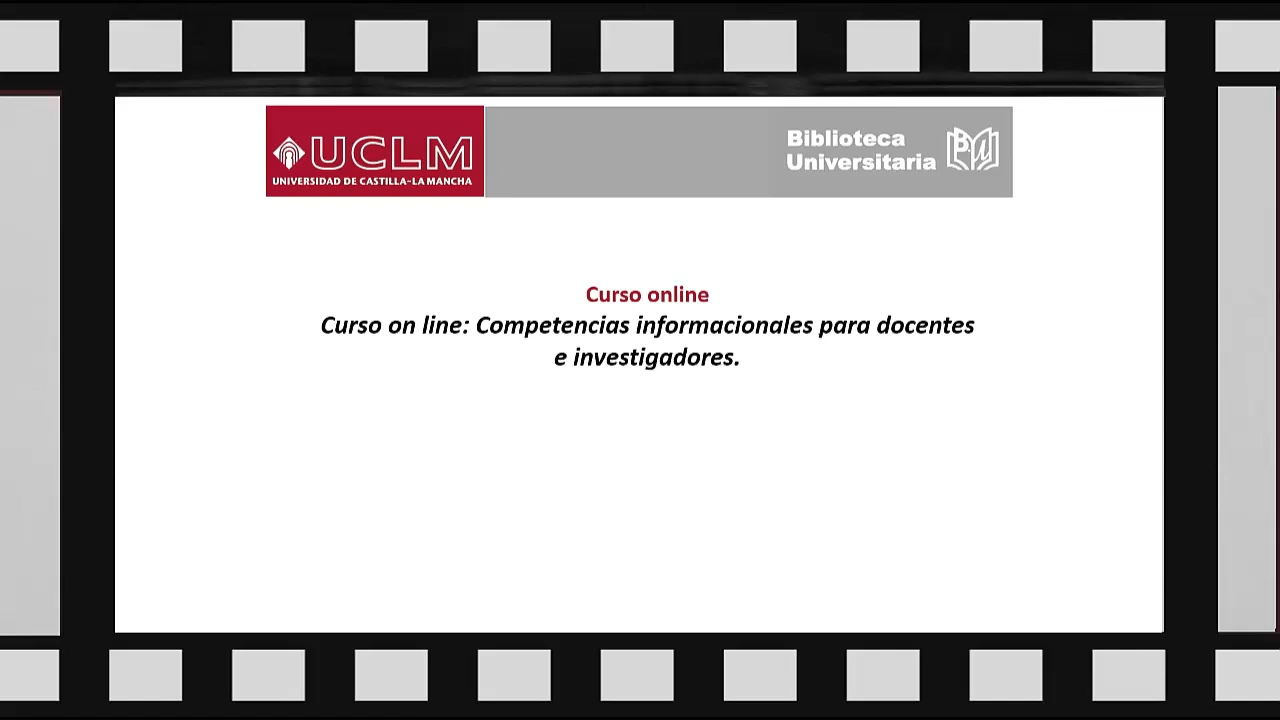 UCLM
UNIVERSIDAD DE CASTILLA-LA MANCHA
Biblioteca
Universitaria
Curso online
Curso on line: Competencias informacionales para docentes
e investigadores.